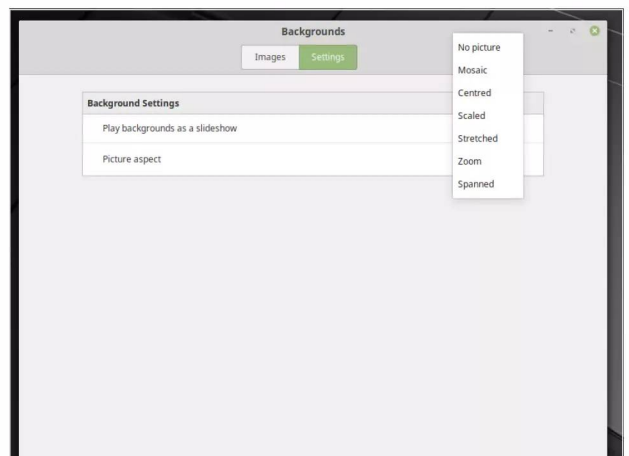 Backgrounds
Images Settings
Background Settings
Play backgrounds as a slideshow
Picture aspect
No picture
Mosaic
Centred
Scaled
Stretched
Zoom
Spanned